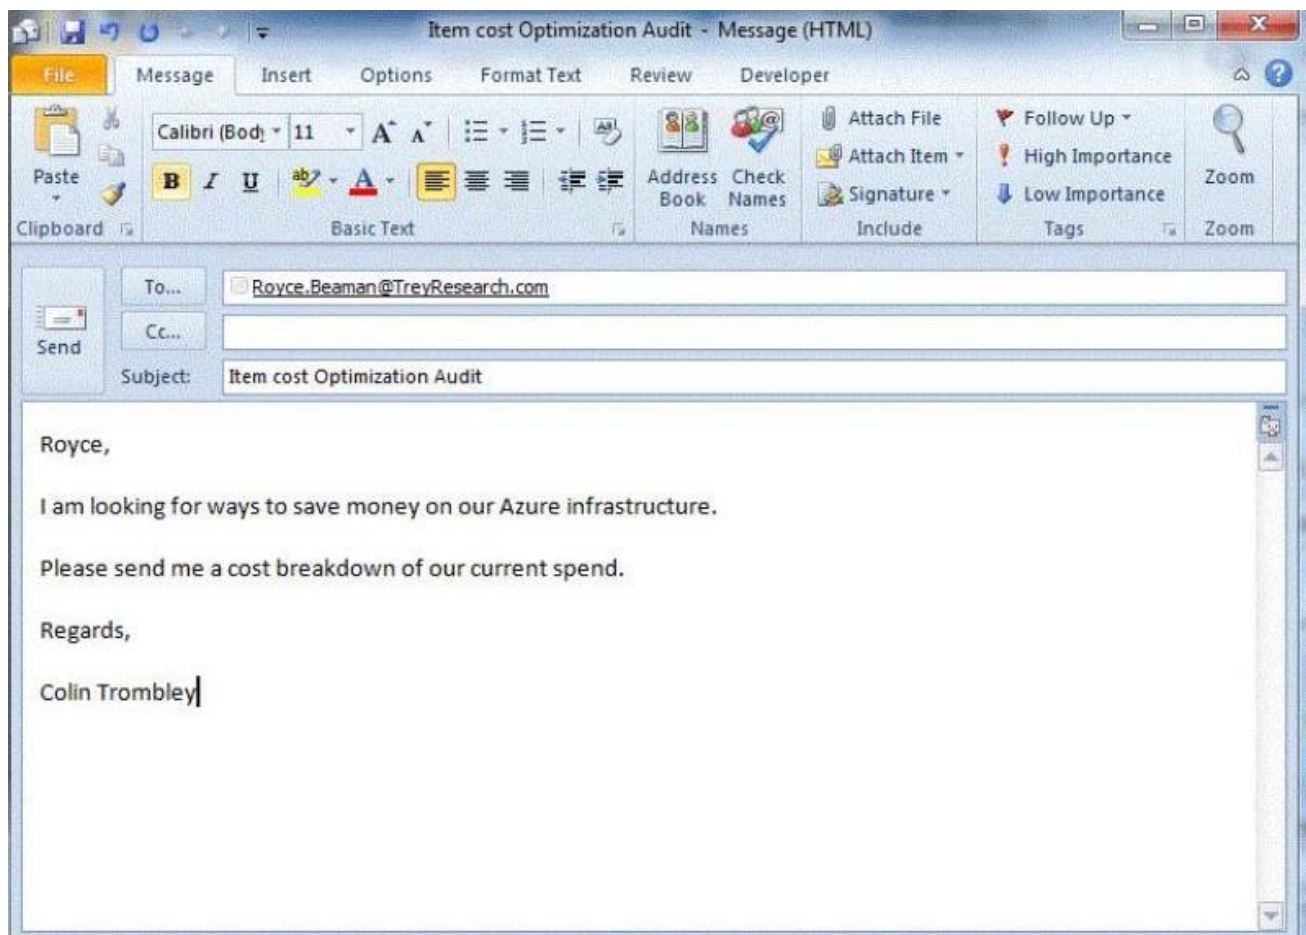 Item cost Optimization Audit - Message (HTML)
File Message Insert Options Format Text Review Developer
Calibri (Body 11 A A Attach File Follow Up
Attach Item High Importance
Paste B I U ab A Address Book Check Names Signature Low Importance Zoom
Clipboard Basic Text Names Include Tags Zoom
To... Royce.Beaman@TreyResearch.com
Cc...
Send
Subject: Item cost Optimization Audit
Royce,
I am looking for ways to save money on our Azure infrastructure.
Please send me a cost breakdown of our current spend.
Regards,
Colin Trombley